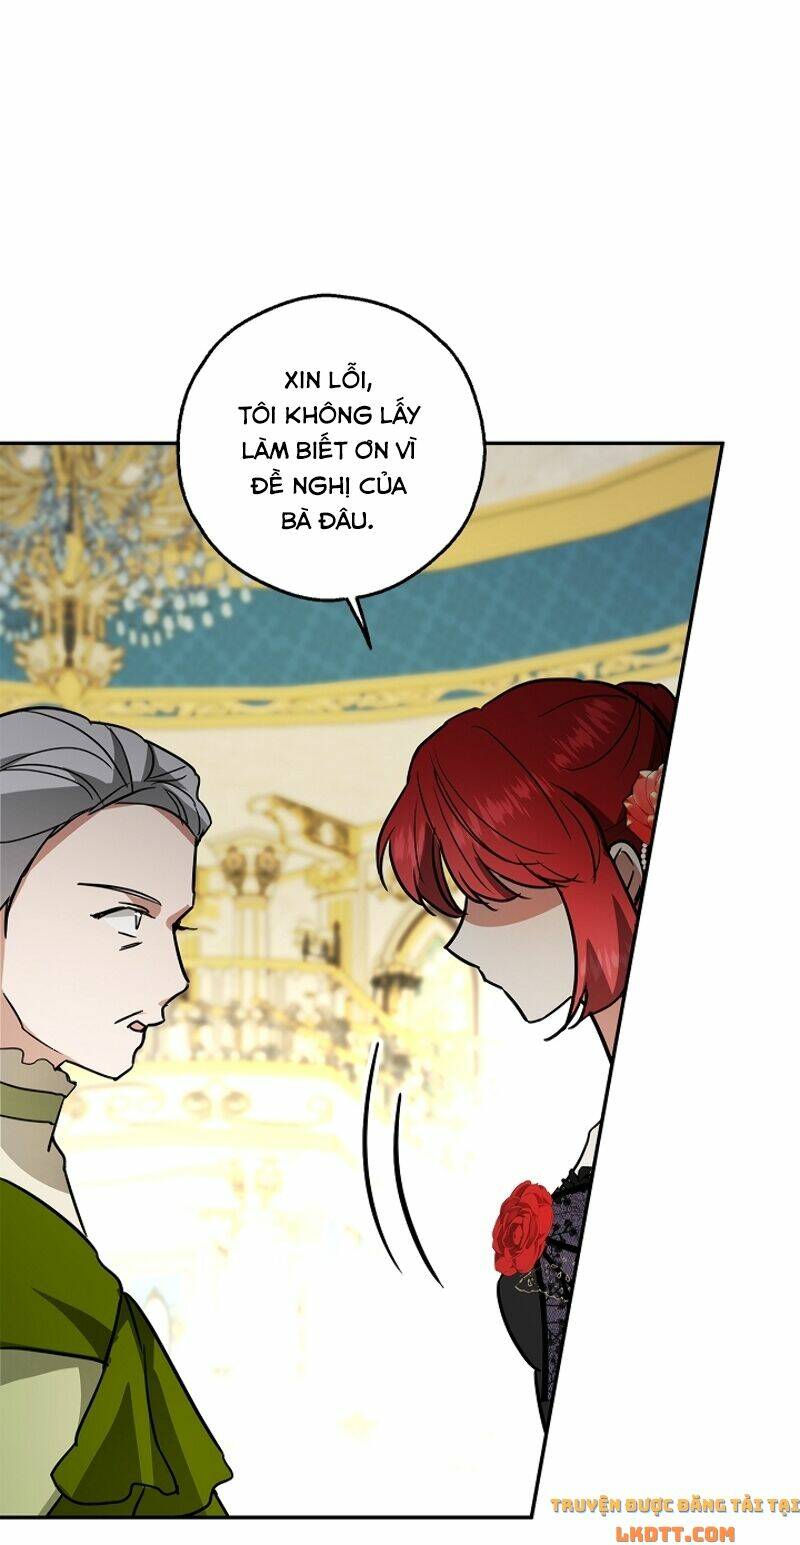 XIN LỖI,
TÔI KHÔNG LẤY
LÀM BIẾT ƠN VÌ
ĐỀ NGHỊ CỦA
BÀ ĐÂU.
TRUYỆN ĐƯỢC ĐĂNG TẢI TẠI
LKDTT.COM